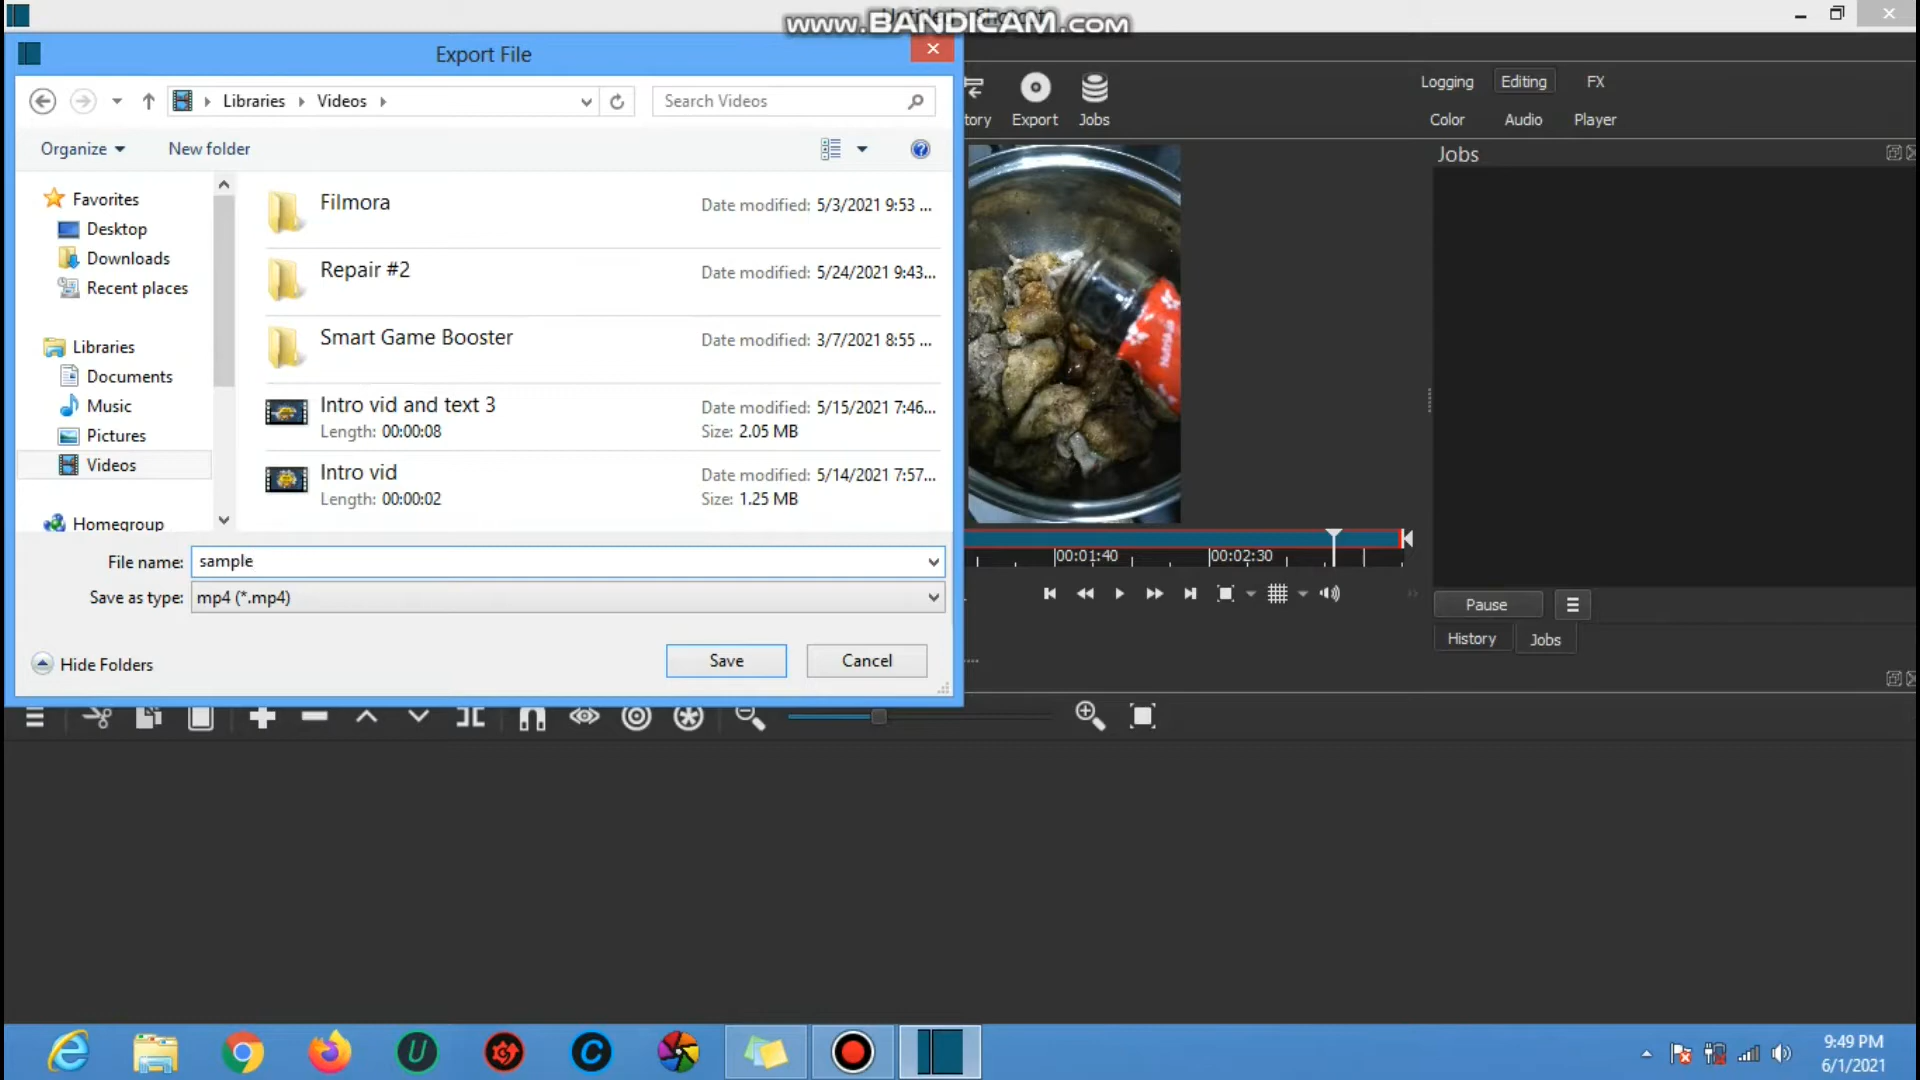 www.BANDICAM.com
Export File
Libraries
Videos
Search Videos
Organize
New folder
Favorites
Desktop
Downloads
Recent places
Libraries
Documents
Music
Pictures
Videos
Homegroup
Filmora
Date modified: 5/3/2021 9:53 ...
Repair #2
Date modified: 5/24/2021 9:43...
Smart Game Booster
Date modified: 3/7/2021 8:55 ...
Intro vid and text 3
Date modified: 5/15/2021 7:46...
Length: 00:00:08
Size: 2.05 MB
Intro vid
Date modified: 5/14/2021 7:57...
Length: 00:00:02
Size: 1.25 MB
File name: sample
Save as type: mp4 (*.mp4)
Hide Folders
Save
Cancel
tory
Export
Jobs
Logging
Editing
FX
Color
Audio
Player
Jobs
00:01:40
00:02:30
Pause
History
Jobs
9:49 PM
6/1/2021